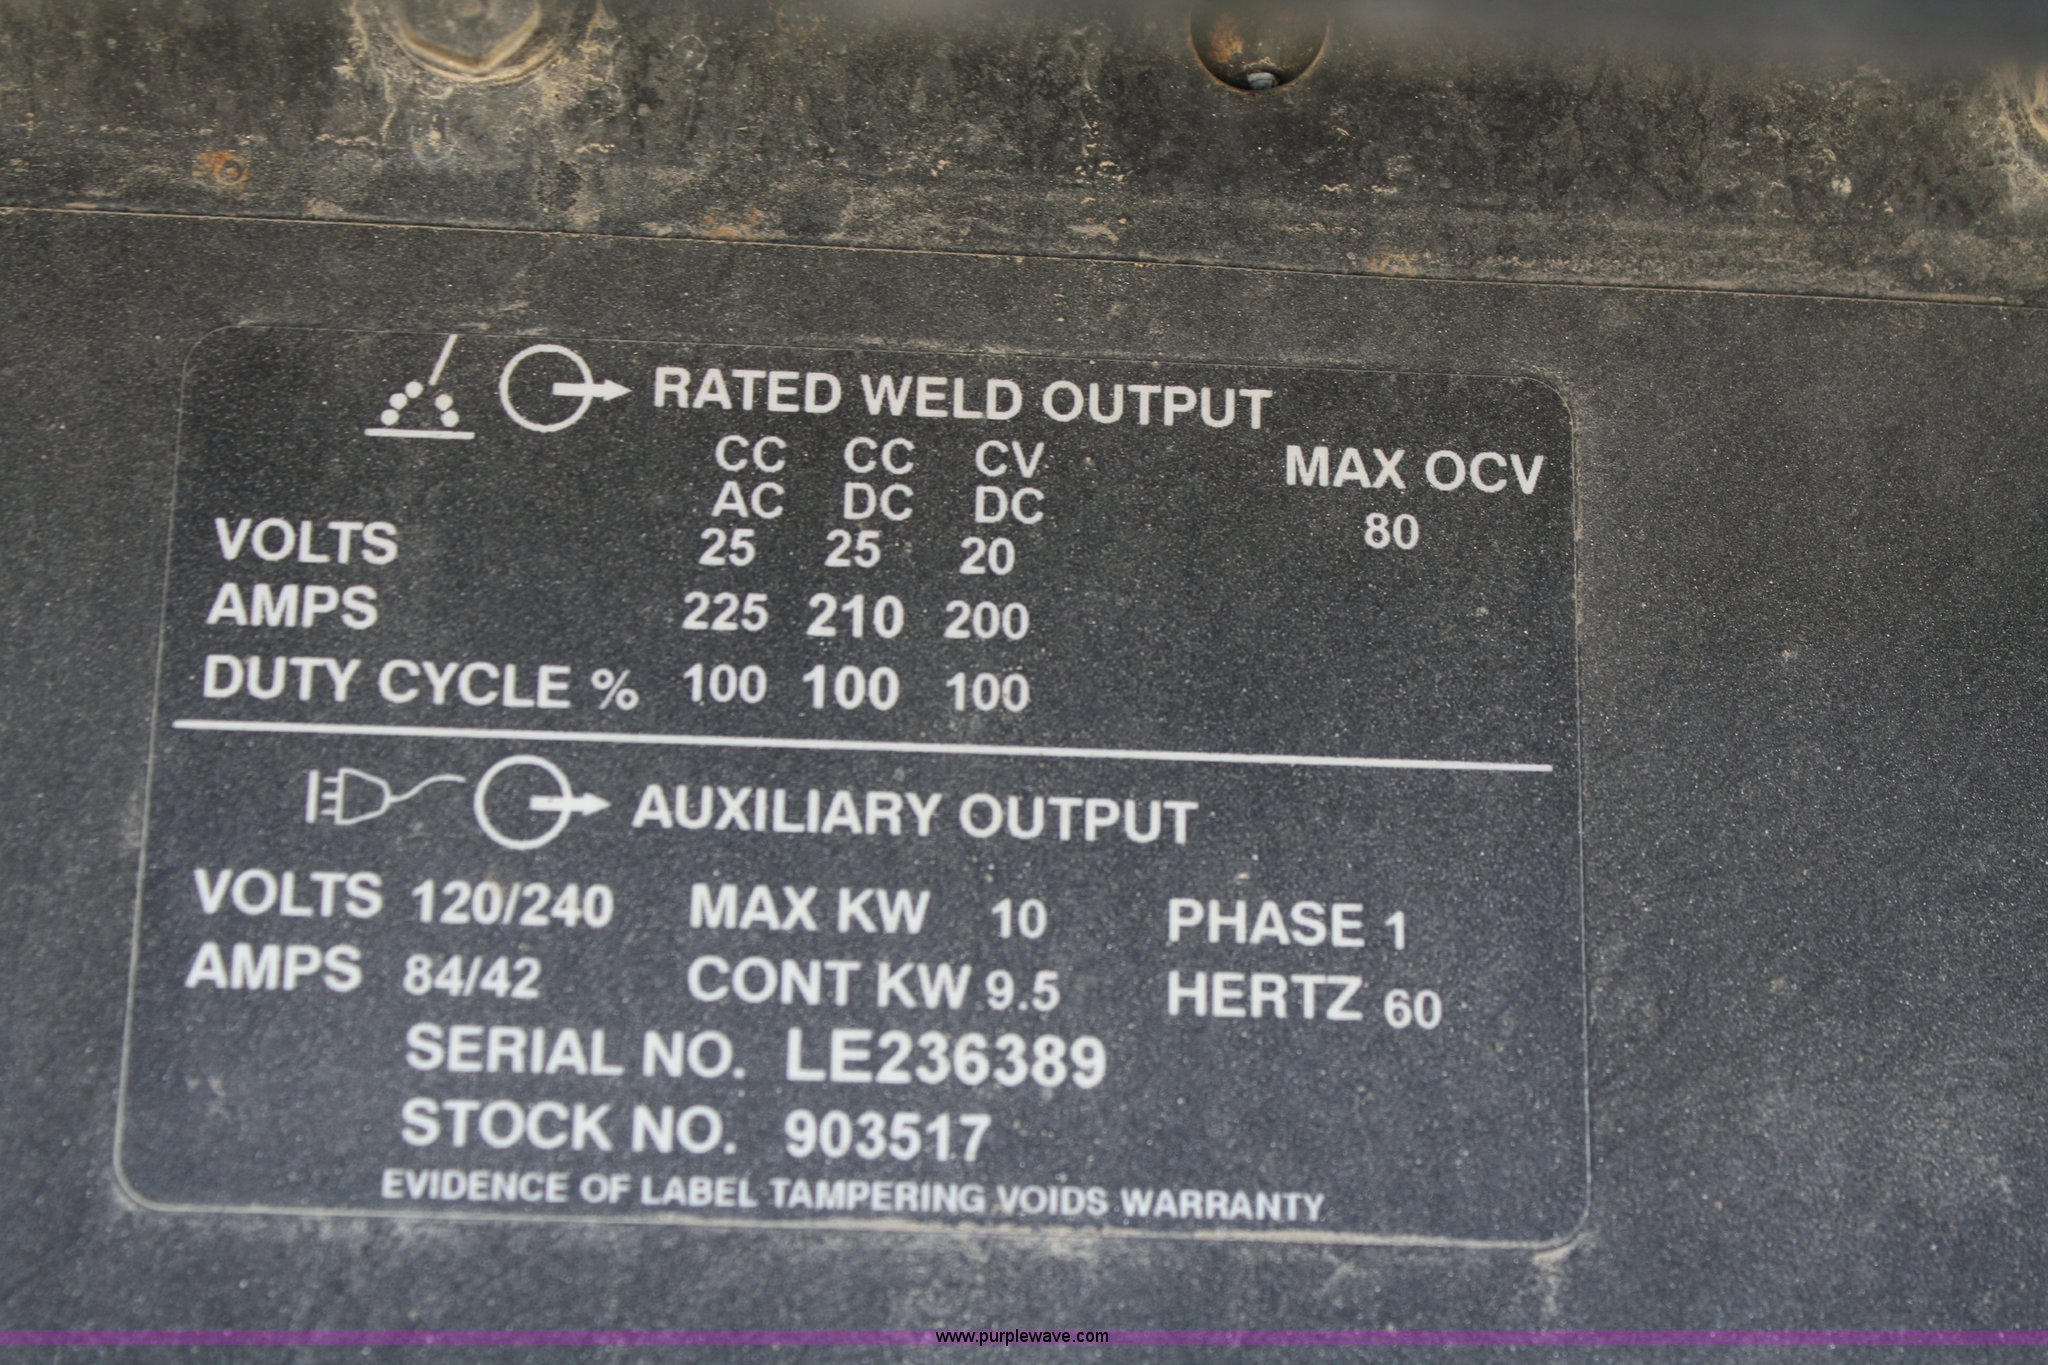 RATED WELD OUTPUT
CC CC CV
AC DC DC MAX OCV
VOLTS 25 25 20 80
AMPS 225 210 200
DUTY CYCLE % 100 100 100
AUXILIARY OUTPUT
VOLTS 120/240 MAX KW 10 PHASE 1
AMPS 84/42 CONT KW 9.5 HERTZ 60
SERIAL NO. LE236389
STOCK NO. 903517
EVIDENCE OF LABEL TAMPERING VOIDS WARRANTY
www.purplewave.com